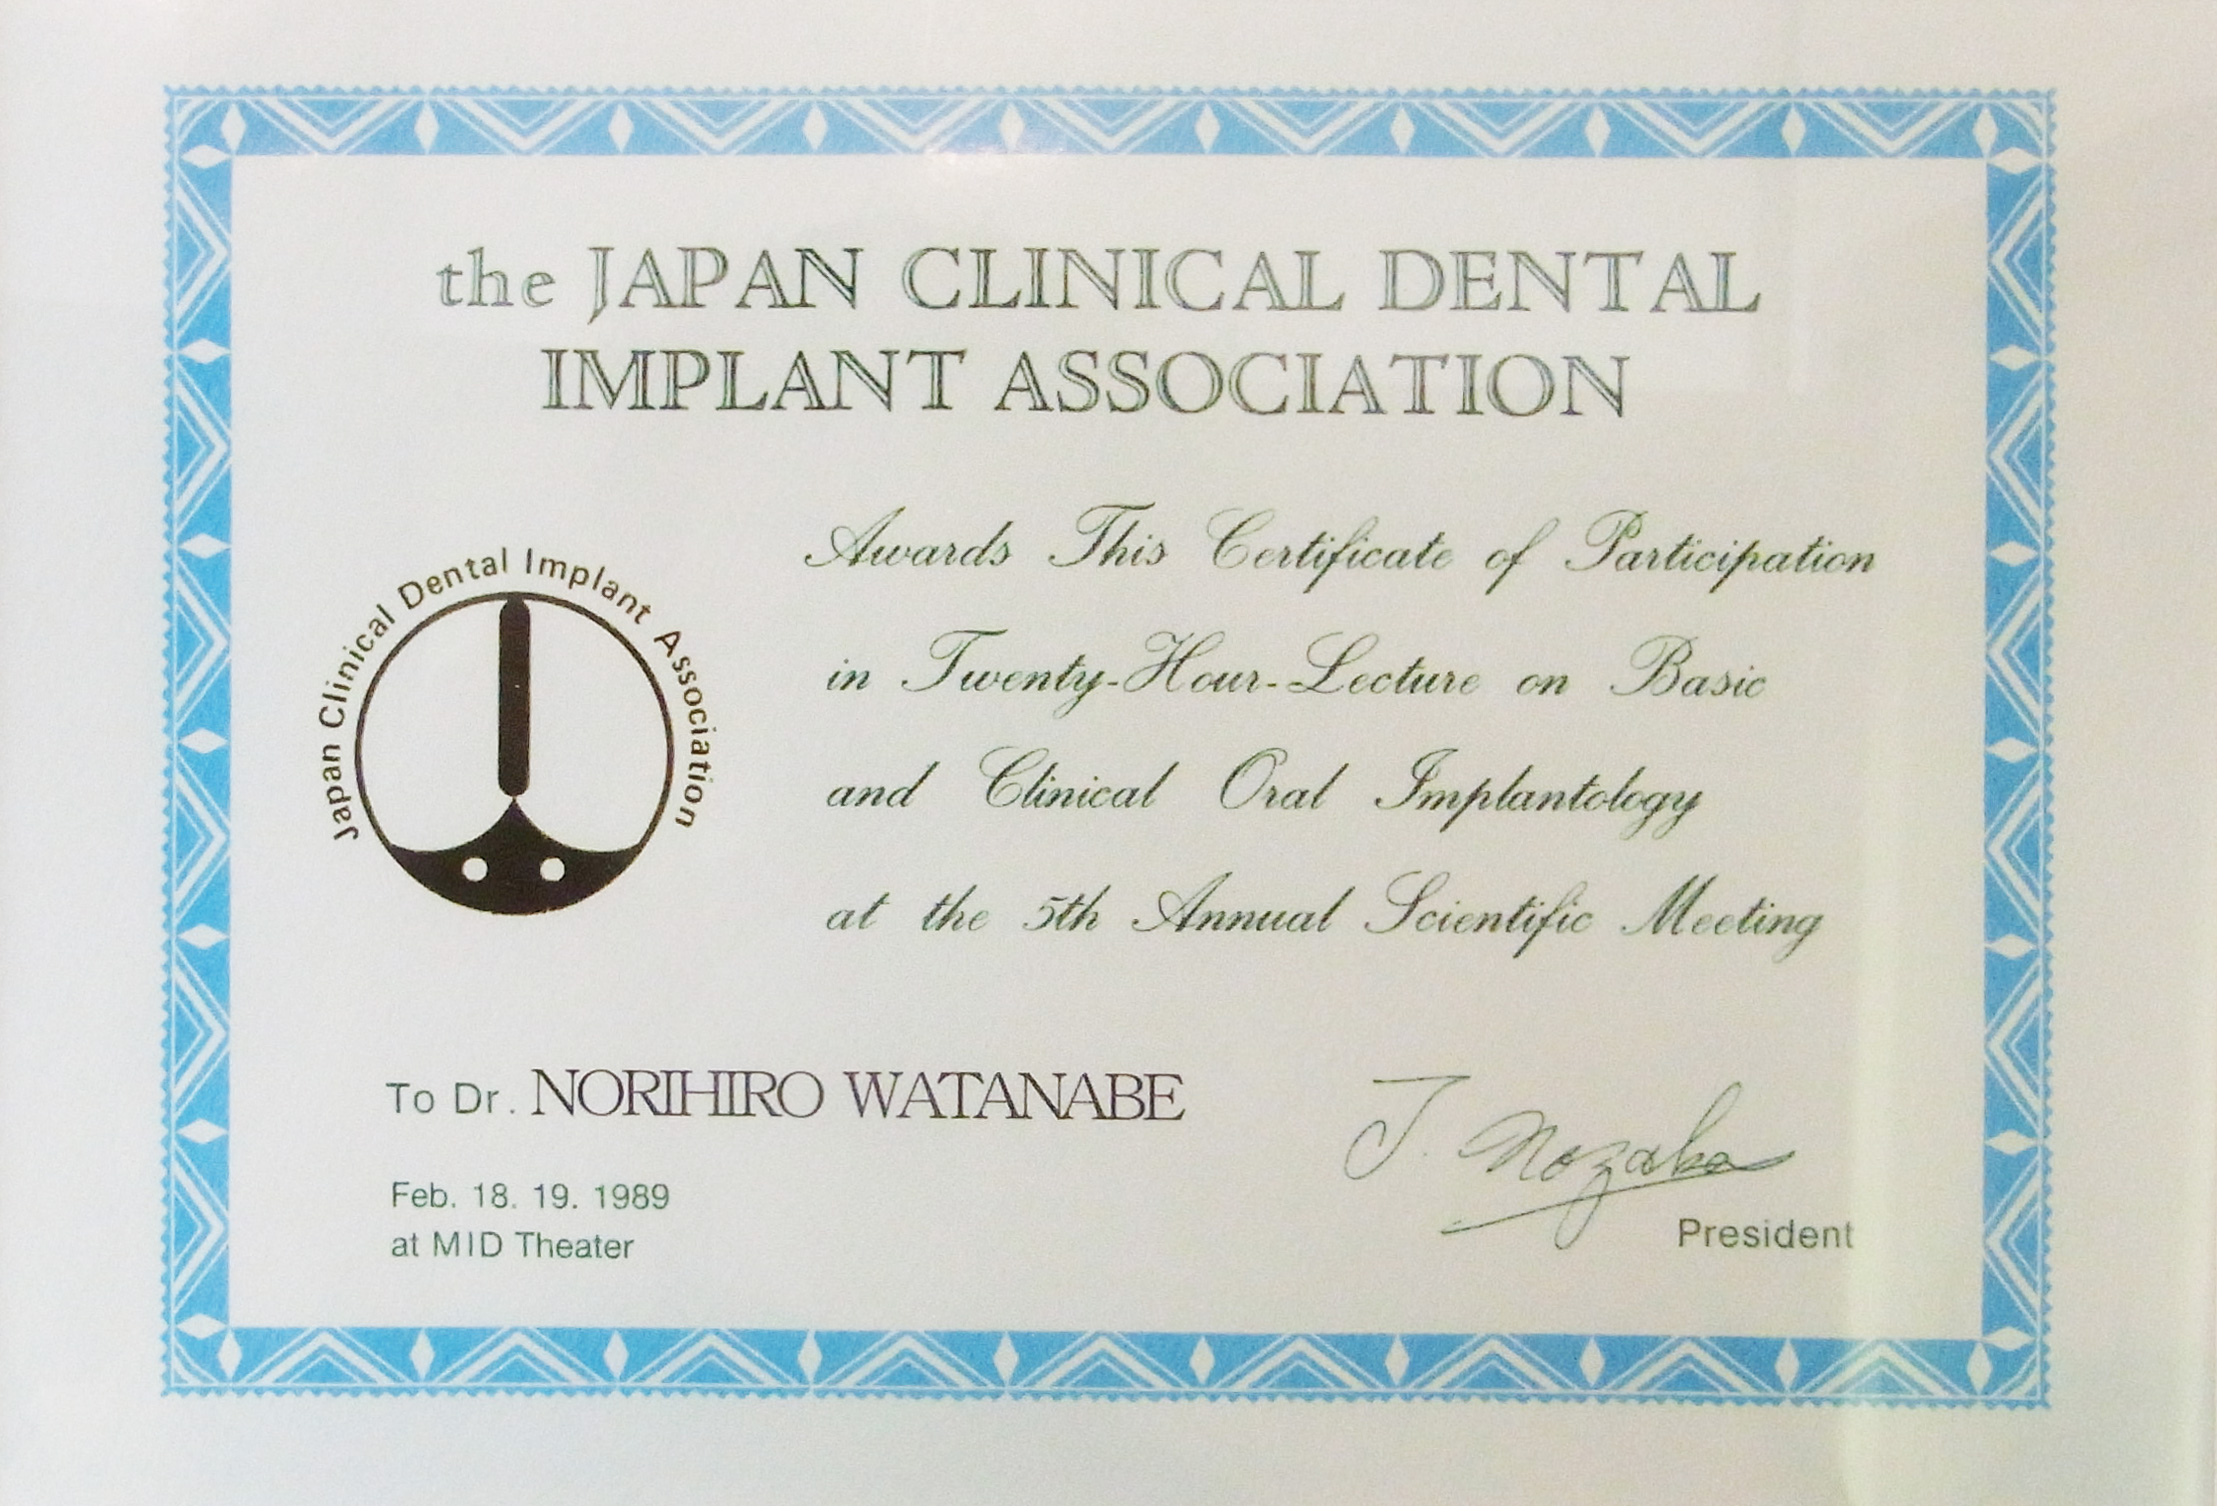 the JAPAN CLINICAL DENTAL
IMPLANT ASSOCIATION
Awards This Certificate of Participation
in Twenty-Hour-Lecture on Basic
and Clinical Oral Implantology
at the 5th Annual Scientific Meeting
Japan Clinical Dental Implant Association
To Dr. NORIHIRO WATANABE
Feb. 18. 19. 1989
at MID Theater
J. Nozaka
President